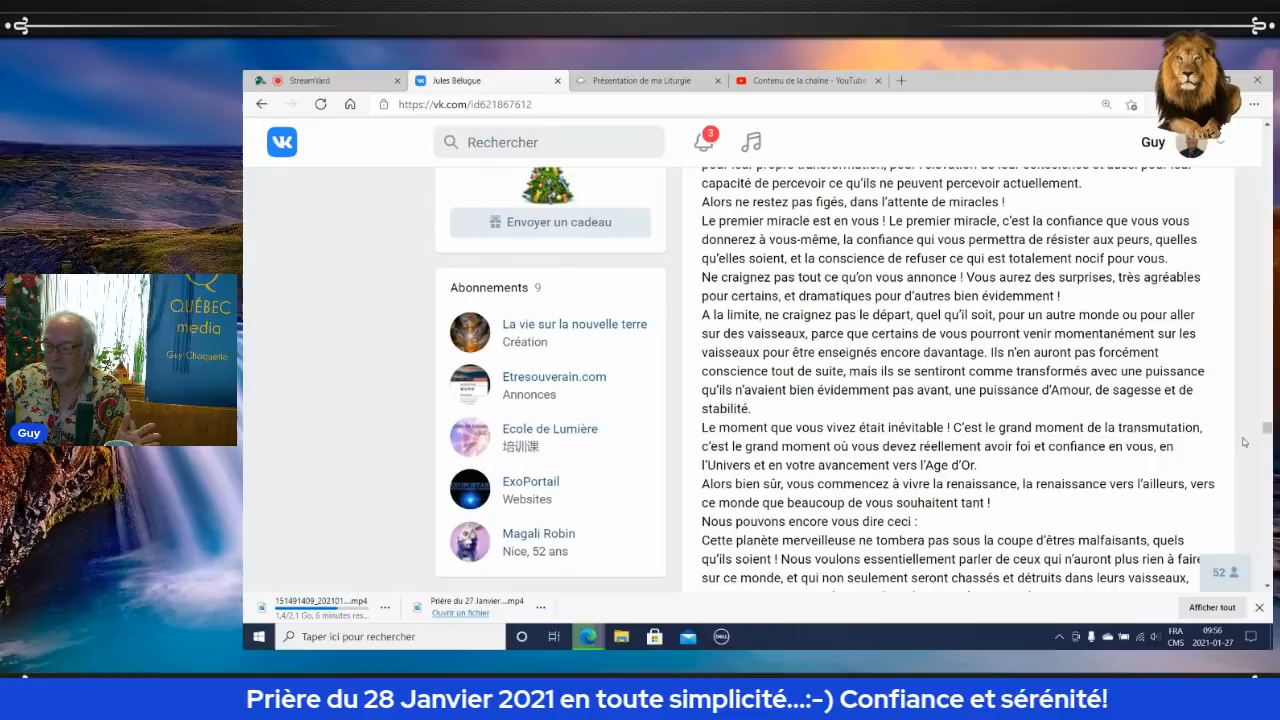 StreamYard
Jules Bélugue
Présentation de ma Liturgie
Contenu de la chaîne - YouTube
https://vk.com/id621867612
Rechercher
3
Guy
Envoyer un cadeau
Abonnements 9
La vie sur la nouvelle terre
Création
Etresouverain.com
Annonces
Ecole de Lumière
培训课
EXOPORTAIL
ExoPortail
Websites
Magali Robin
Nice, 52 ans
capacité de percevoir ce qu'ils ne peuvent percevoir actuellement.
Alors ne restez pas figés, dans l'attente de miracles !
Le premier miracle est en vous ! Le premier miracle, c'est la confiance que vous vous
donnerez à vous-même, la confiance qui vous permettra de résister aux peurs, quelles
qu'elles soient, et la conscience de refuser ce qui est totalement nocif pour vous.
Ne craignez pas tout ce qu'on vous annonce ! Vous aurez des surprises, très agréables
pour certains, et dramatiques pour d'autres bien évidemment !
A la limite, ne craignez pas le départ, quel qu'il soit, pour un autre monde ou pour aller
sur des vaisseaux, parce que certains de vous pourront venir momentanément sur les
vaisseaux pour être enseignés encore davantage. Ils n'en auront pas forcément
conscience tout de suite, mais ils se sentiront comme transformés avec une puissance
qu'ils n'avaient bien évidemment pas avant, une puissance d'Amour, de sagesse et de
stabilité.
Le moment que vous vivez était inévitable ! C'est le grand moment de la transmutation,
c'est le grand moment où vous devez réellement avoir foi et confiance en vous, en
l'Univers et en votre avancement vers l'Age d'Or.
Alors bien sûr, vous commencez à vivre la renaissance, la renaissance vers l'ailleurs, vers
ce monde que beaucoup de vous souhaitent tant !
Nous pouvons encore vous dire ceci :
Cette planète merveilleuse ne tombera pas sous la coupe d'êtres malfaisants, quels
qu'ils soient ! Nous voulons essentiellement parler de ceux qui n'auront plus rien à faire
sur ce monde, et qui non seulement seront chassés et détruits dans leurs vaisseaux,
52
QUÉBEC
media
Guy Choquette
Guy
151491409_202101....mp4
1,4/2,1 Go, 6 minutes res...
Prière du 27 Janvier....mp4
Ouvrir un fichier
Afficher tout
Taper ici pour rechercher
DELL
FRA
CMS
09:56
2021-01-27
Prière du 28 Janvier 2021 en toute simplicité...:-) Confiance et sérénité!